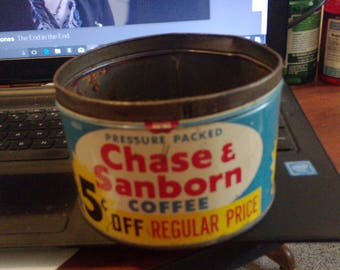 ones The End in the End
PRESSURE PACKED
Chase &
Sanborn
COFFEE
5¢ OFF REGULAR PRICE